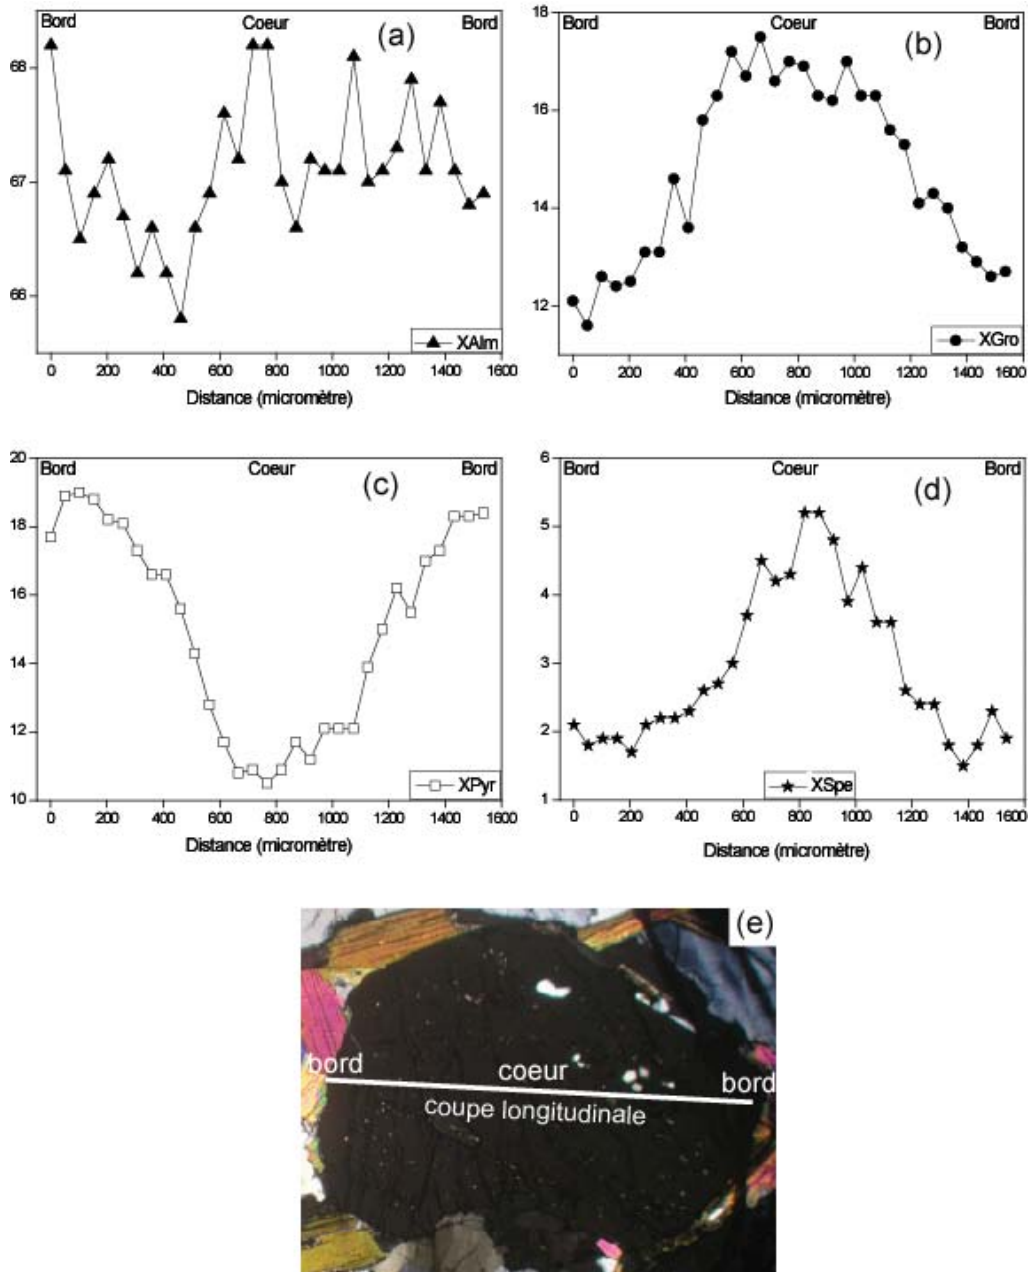 Bord Coeur Bord
(a)
68
67
66
XAlm
0 200 400 600 800 1000 1200 1400 1600
Distance (micromètre)
18 Bord Coeur Bord
(b)
16
14
12
XGro
0 200 400 600 800 1000 1200 1400 1600
Distance (micromètre)
20 Bord Coeur Bord
(c)
18
16
14
12
10
XPyr
0 200 400 600 800 1000 1200 1400 1600
Distance (micromètre)
6 Bord Coeur Bord
(d)
5
4
3
2
1
XSpe
0 200 400 600 800 1000 1200 1400 1600
Distance (micromètre)
(e)
bord coeur bord
coupe longitudinale